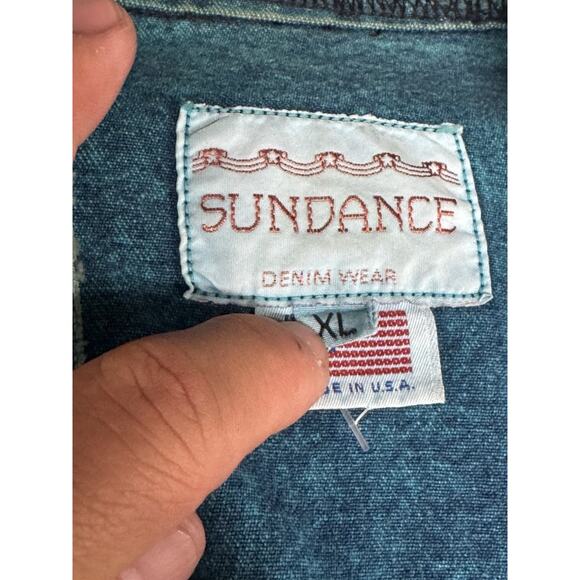 SUNDANCE
DENIM WEAR
XL
IN U.S.A.